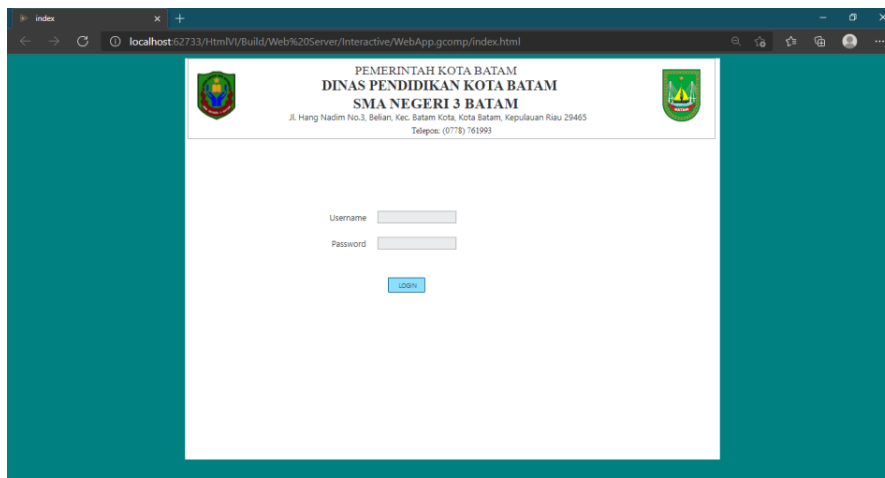 index
localhost:62733/HtmlVI/Build/Web%20Server/Interactive/WebApp.gcomp/index.html
PEMERINTAH KOTA BATAM
DINAS PENDIDIKAN KOTA BATAM
SMA NEGERI 3 BATAM
Jl. Hang Nadim No.3, Belian, Kec. Batam Kota, Kota Batam, Kepulauan Riau 29465
Telepon: (0778) 761993
BATAM
Username
Password
LOGIN